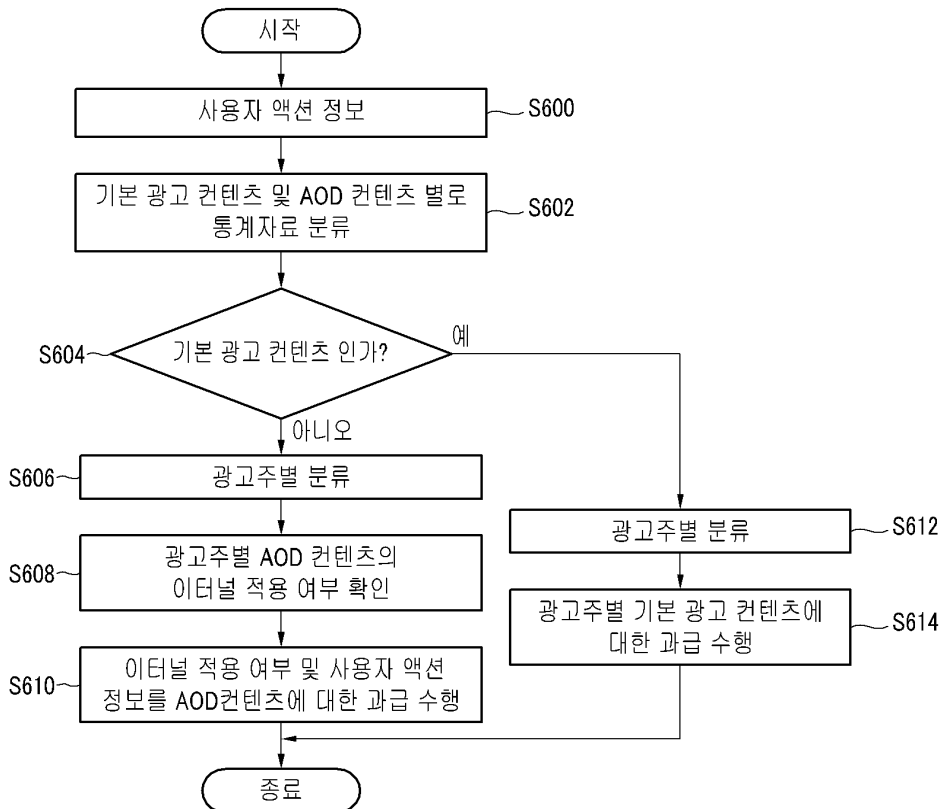 시작
사용자 액션 정보
S600
기본 광고 컨텐츠 및 AOD 컨텐츠 별로
통계자료 분류
S602
기본 광고 컨텐츠 인가?
S604
예
아니오
광고주별 분류
S606
광고주별 AOD 컨텐츠의
이터널 적용 여부 확인
S608
이터널 적용 여부 및 사용자 액션
정보를 AOD컨텐츠에 대한 과급 수행
S610
광고주별 분류
S612
광고주별 기본 광고 컨텐츠에
대한 과급 수행
S614
종료